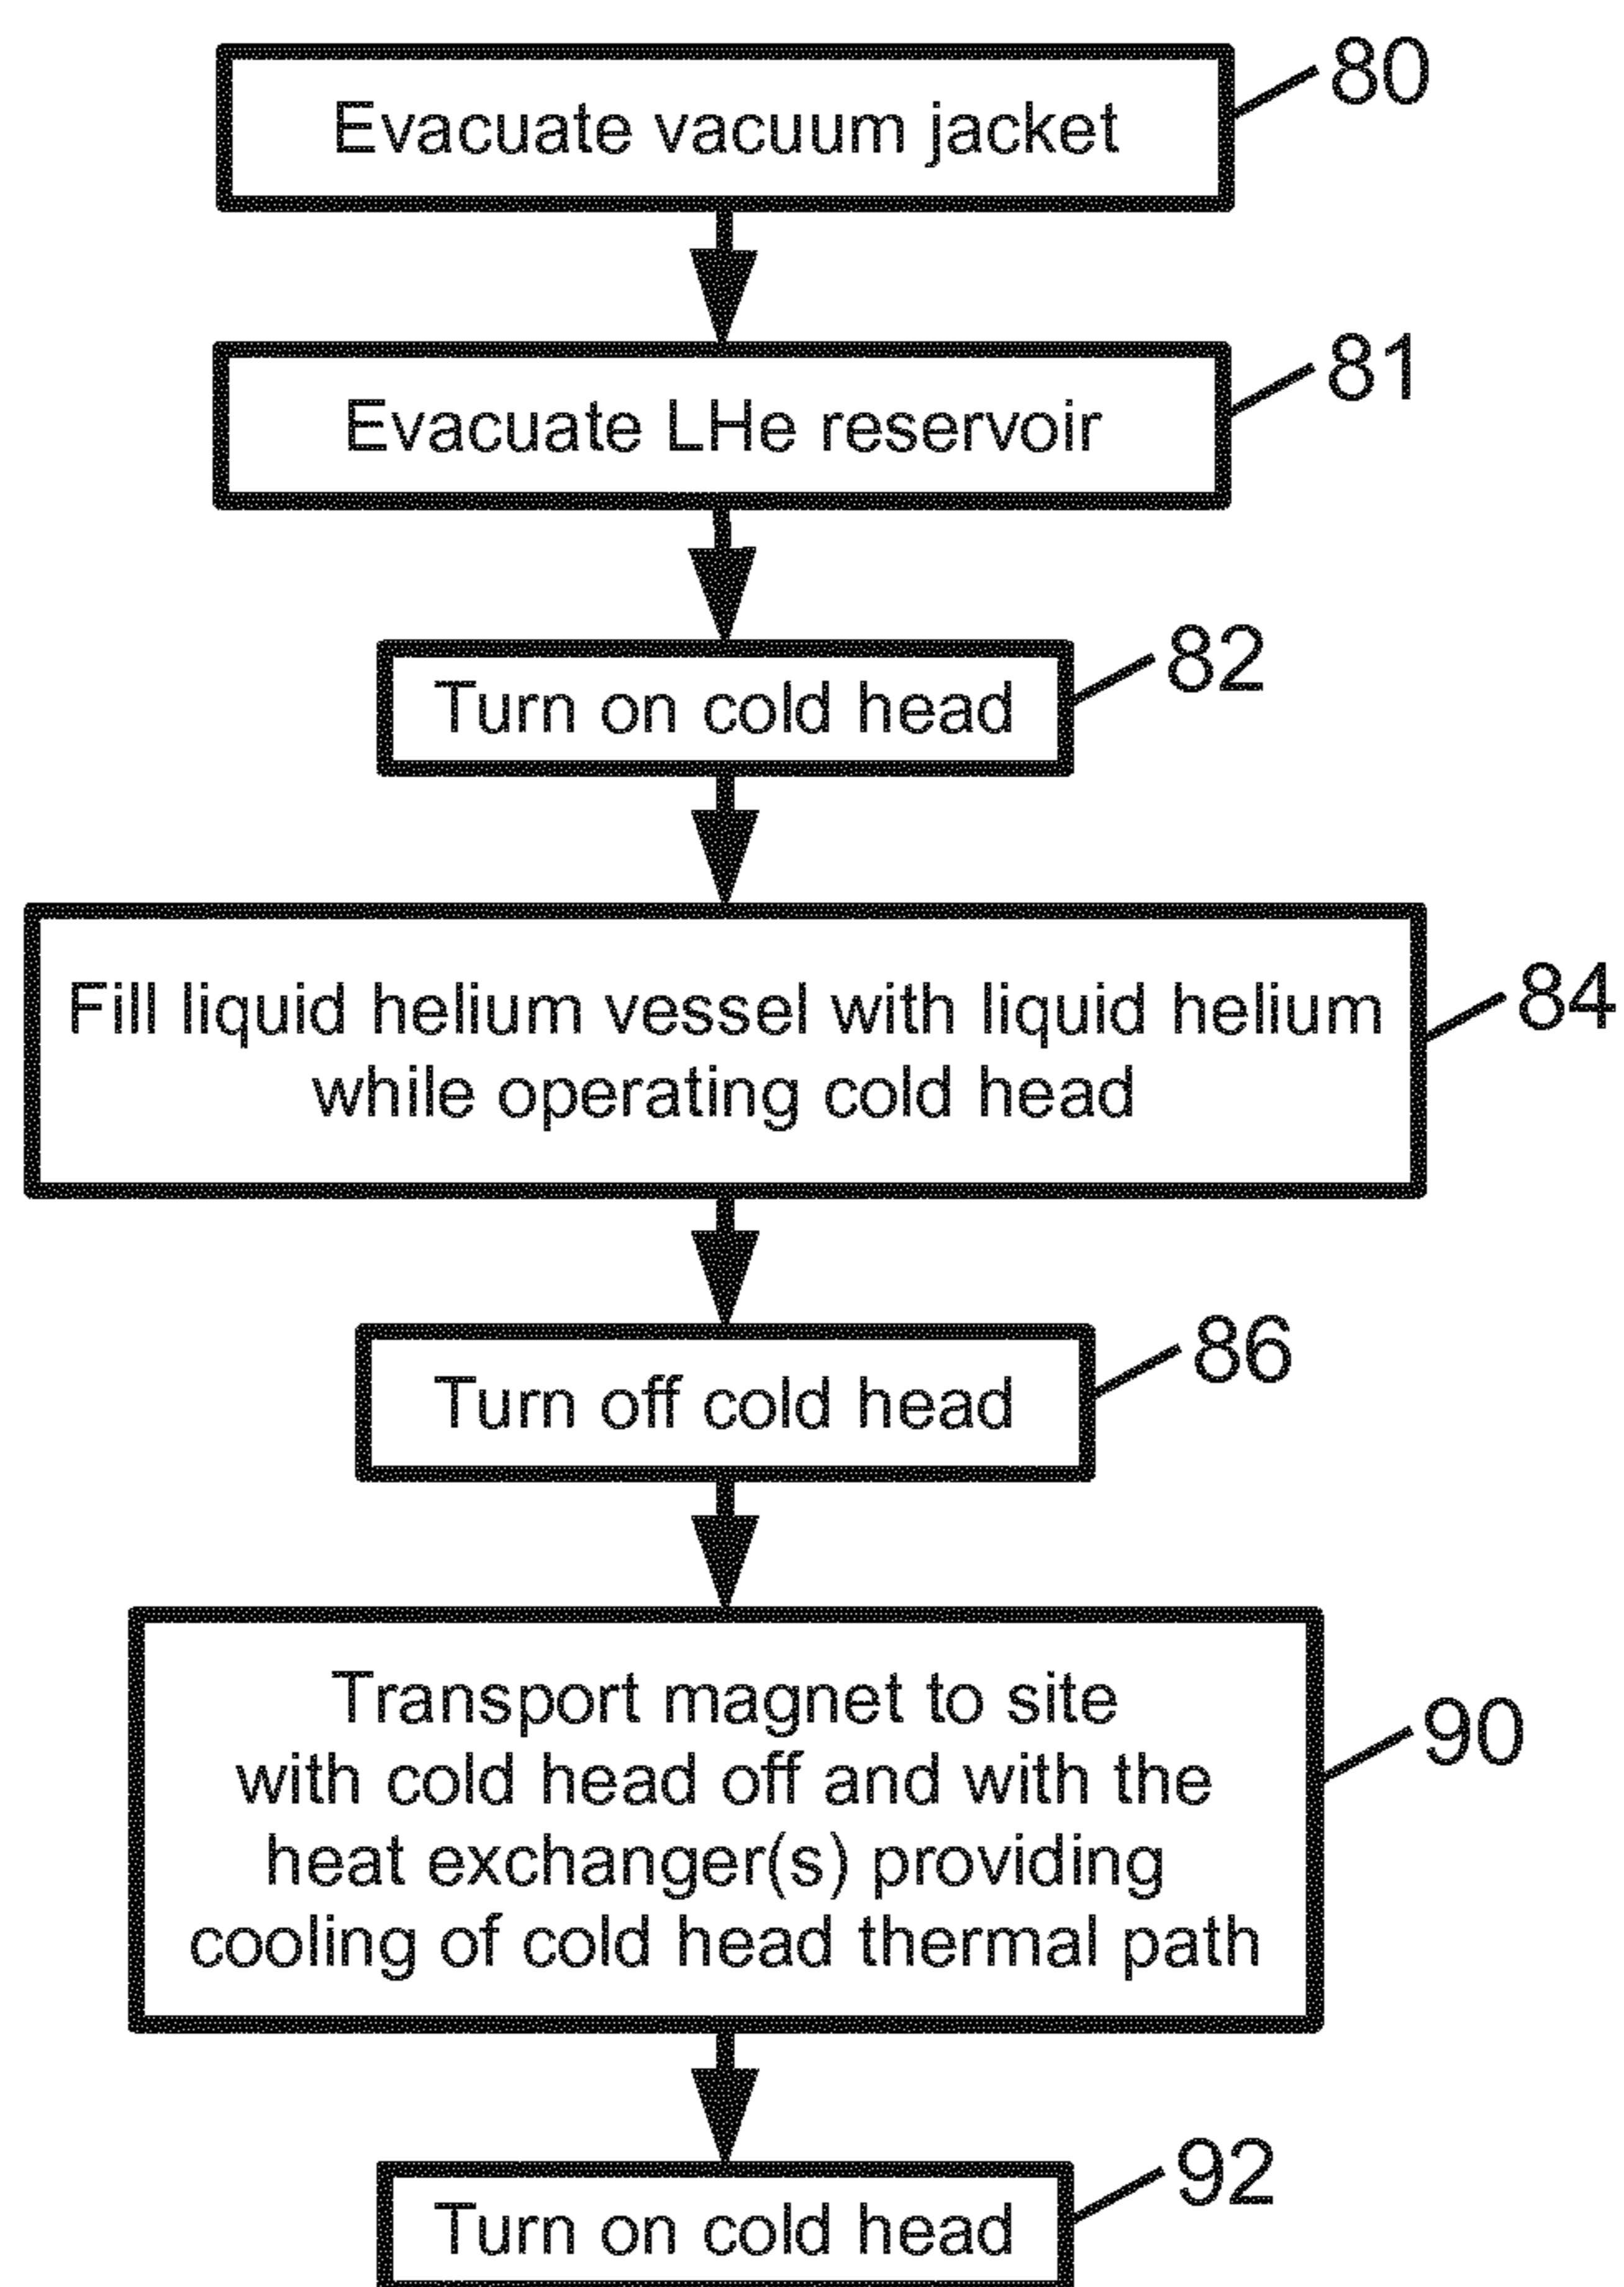 80
Evacuate vacuum jacket
81
Evacuate LHe reservoir
82
Turn on cold head
84
Fill liquid helium vessel with liquid helium
while operating cold head
86
Turn off cold head
90
Transport magnet to site
with cold head off and with the
heat exchanger(s) providing
cooling of cold head thermal path
92
Turn on cold head